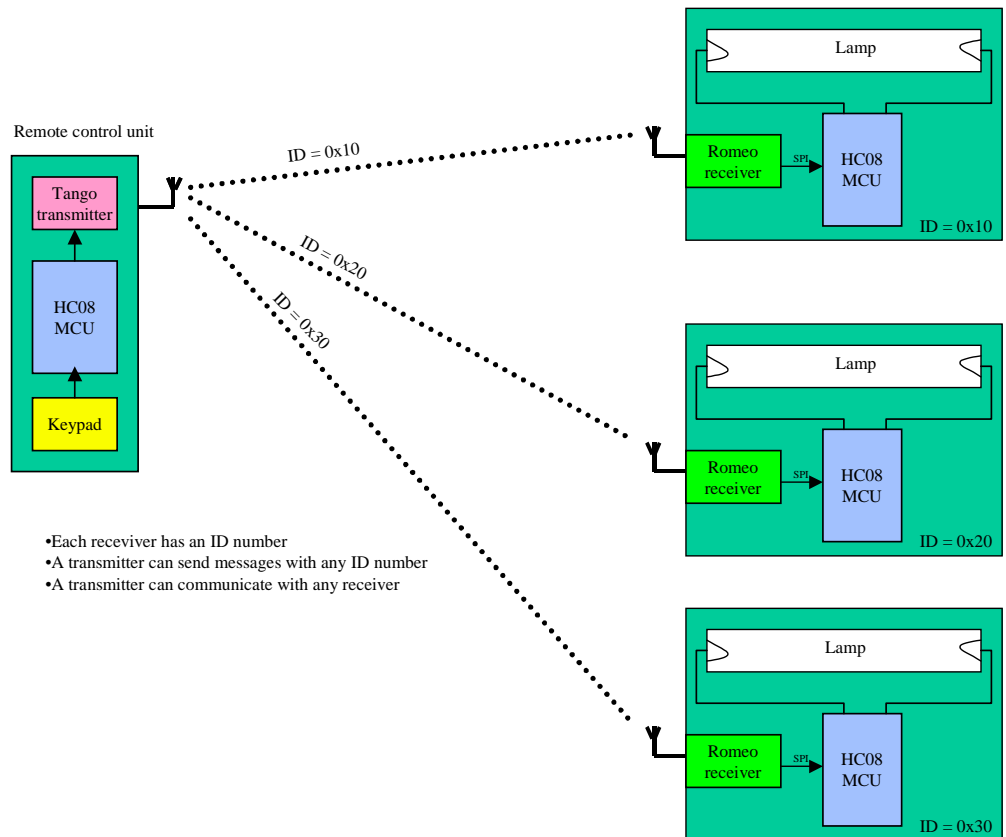 Remote control unit
Tango
transmitter
HC08
MCU
Keypad
ID = 0x10
ID = 0x20
ID = 0x30
•Each receviver has an ID number
•A transmitter can send messages with any ID number
•A transmitter can communicate with any receiver
Lamp
Romeo
receiver
SPI
HC08
MCU
ID = 0x10
Lamp
Romeo
receiver
SPI
HC08
MCU
ID = 0x20
Lamp
Romeo
receiver
SPI
HC08
MCU
ID = 0x30